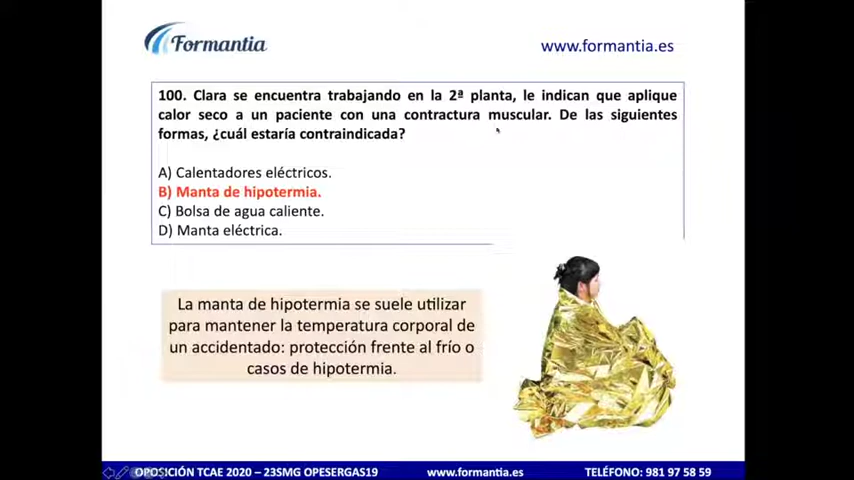 Formantia
www.formantia.es
100. Clara se encuentra trabajando en la 2ª planta, le indican que aplique
calor seco a un paciente con una contractura muscular. De las siguientes
formas, ¿cuál estaría contraindicada?
A) Calentadores eléctricos.
B) Manta de hipotermia.
C) Bolsa de agua caliente.
D) Manta eléctrica.
La manta de hipotermia se suele utilizar
para mantener la temperatura corporal de
un accidentado: protección frente al frío o
casos de hipotermia.
OPOSICIÓN TCAE 2020 – 23SMG OPESERGAS19
www.formantia.es
TELÉFONO: 981 97 58 59